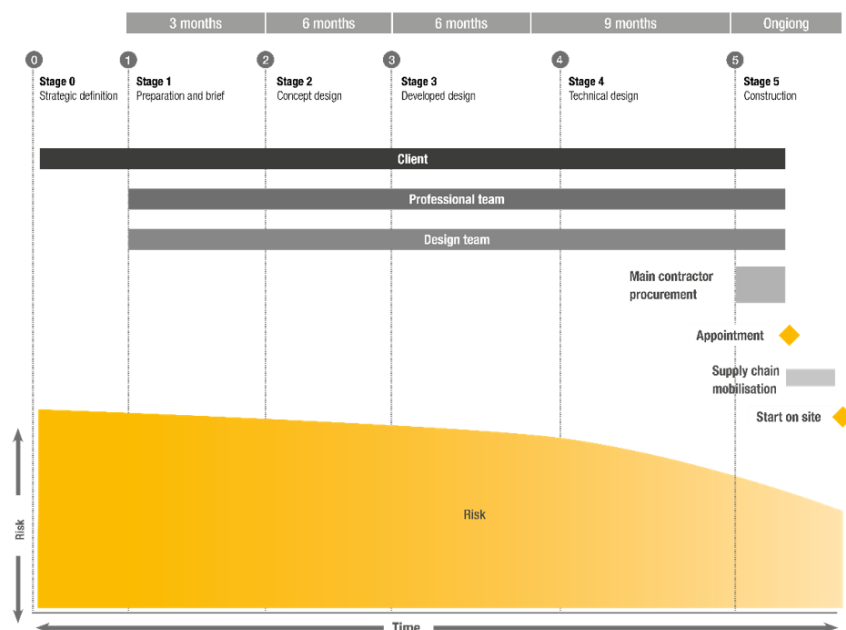 3 months
6 months
6 months
9 months
Ongiong
0
1
2
3
4
5
Stage 0
Strategic definition
Stage 1
Preparation and brief
Stage 2
Concept design
Stage 3
Developed design
Stage 4
Technical design
Stage 5
Construction
Client
Professional team
Design team
Main contractor
procurement
Appointment
Supply chain
mobilisation
Start on site
Risk
Risk
Time